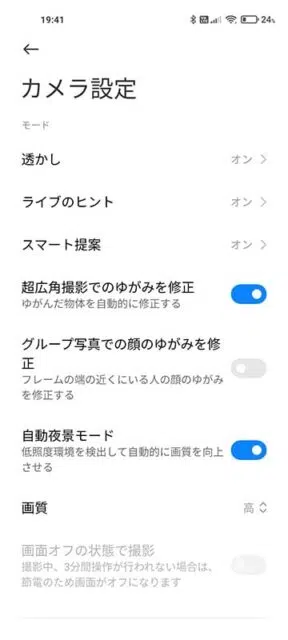 19:41
24%
カメラ設定
モード
透かし
オン
ライブのヒント
オン
スマート提案
オン
超広角撮影でのゆがみを修正
ゆがんだ物体を自動的に修正する
グループ写真での顔のゆがみを修
正
フレームの端の近くにいる人の顔のゆがみ
を修正する
自動夜景モード
低照度環境を検出して自動的に画質を向上
させる
画質
高
画面オフの状態で撮影
撮影中、3分間操作が行われない場合は、
節電のため画面がオフになります